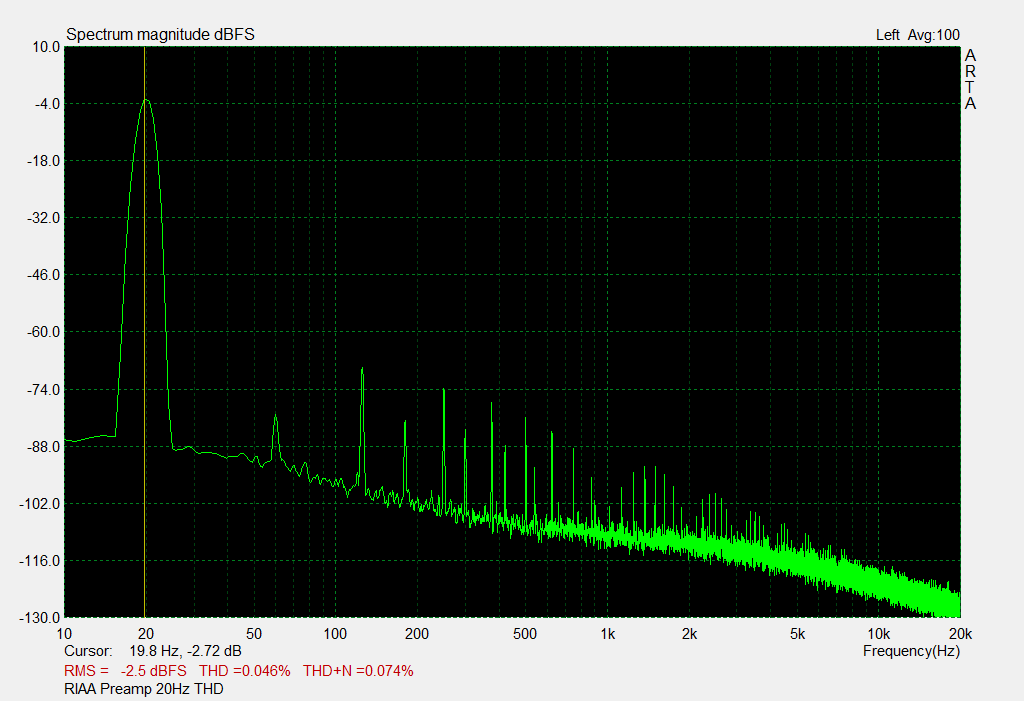 Spectrum magnitude dBFS
Left Avg:100
A
R
T
A
10.0
-4.0
-18.0
-32.0
-46.0
-60.0
-74.0
-88.0
-102.0
-116.0
-130.0
10 20 50 100 200 500 1k 2k 5k 10k 20k
Cursor: 19.8 Hz, -2.72 dB
Frequency(Hz)
RMS = -2.5 dBFS THD =0.046% THD+N =0.074%
RIAA Preamp 20Hz THD